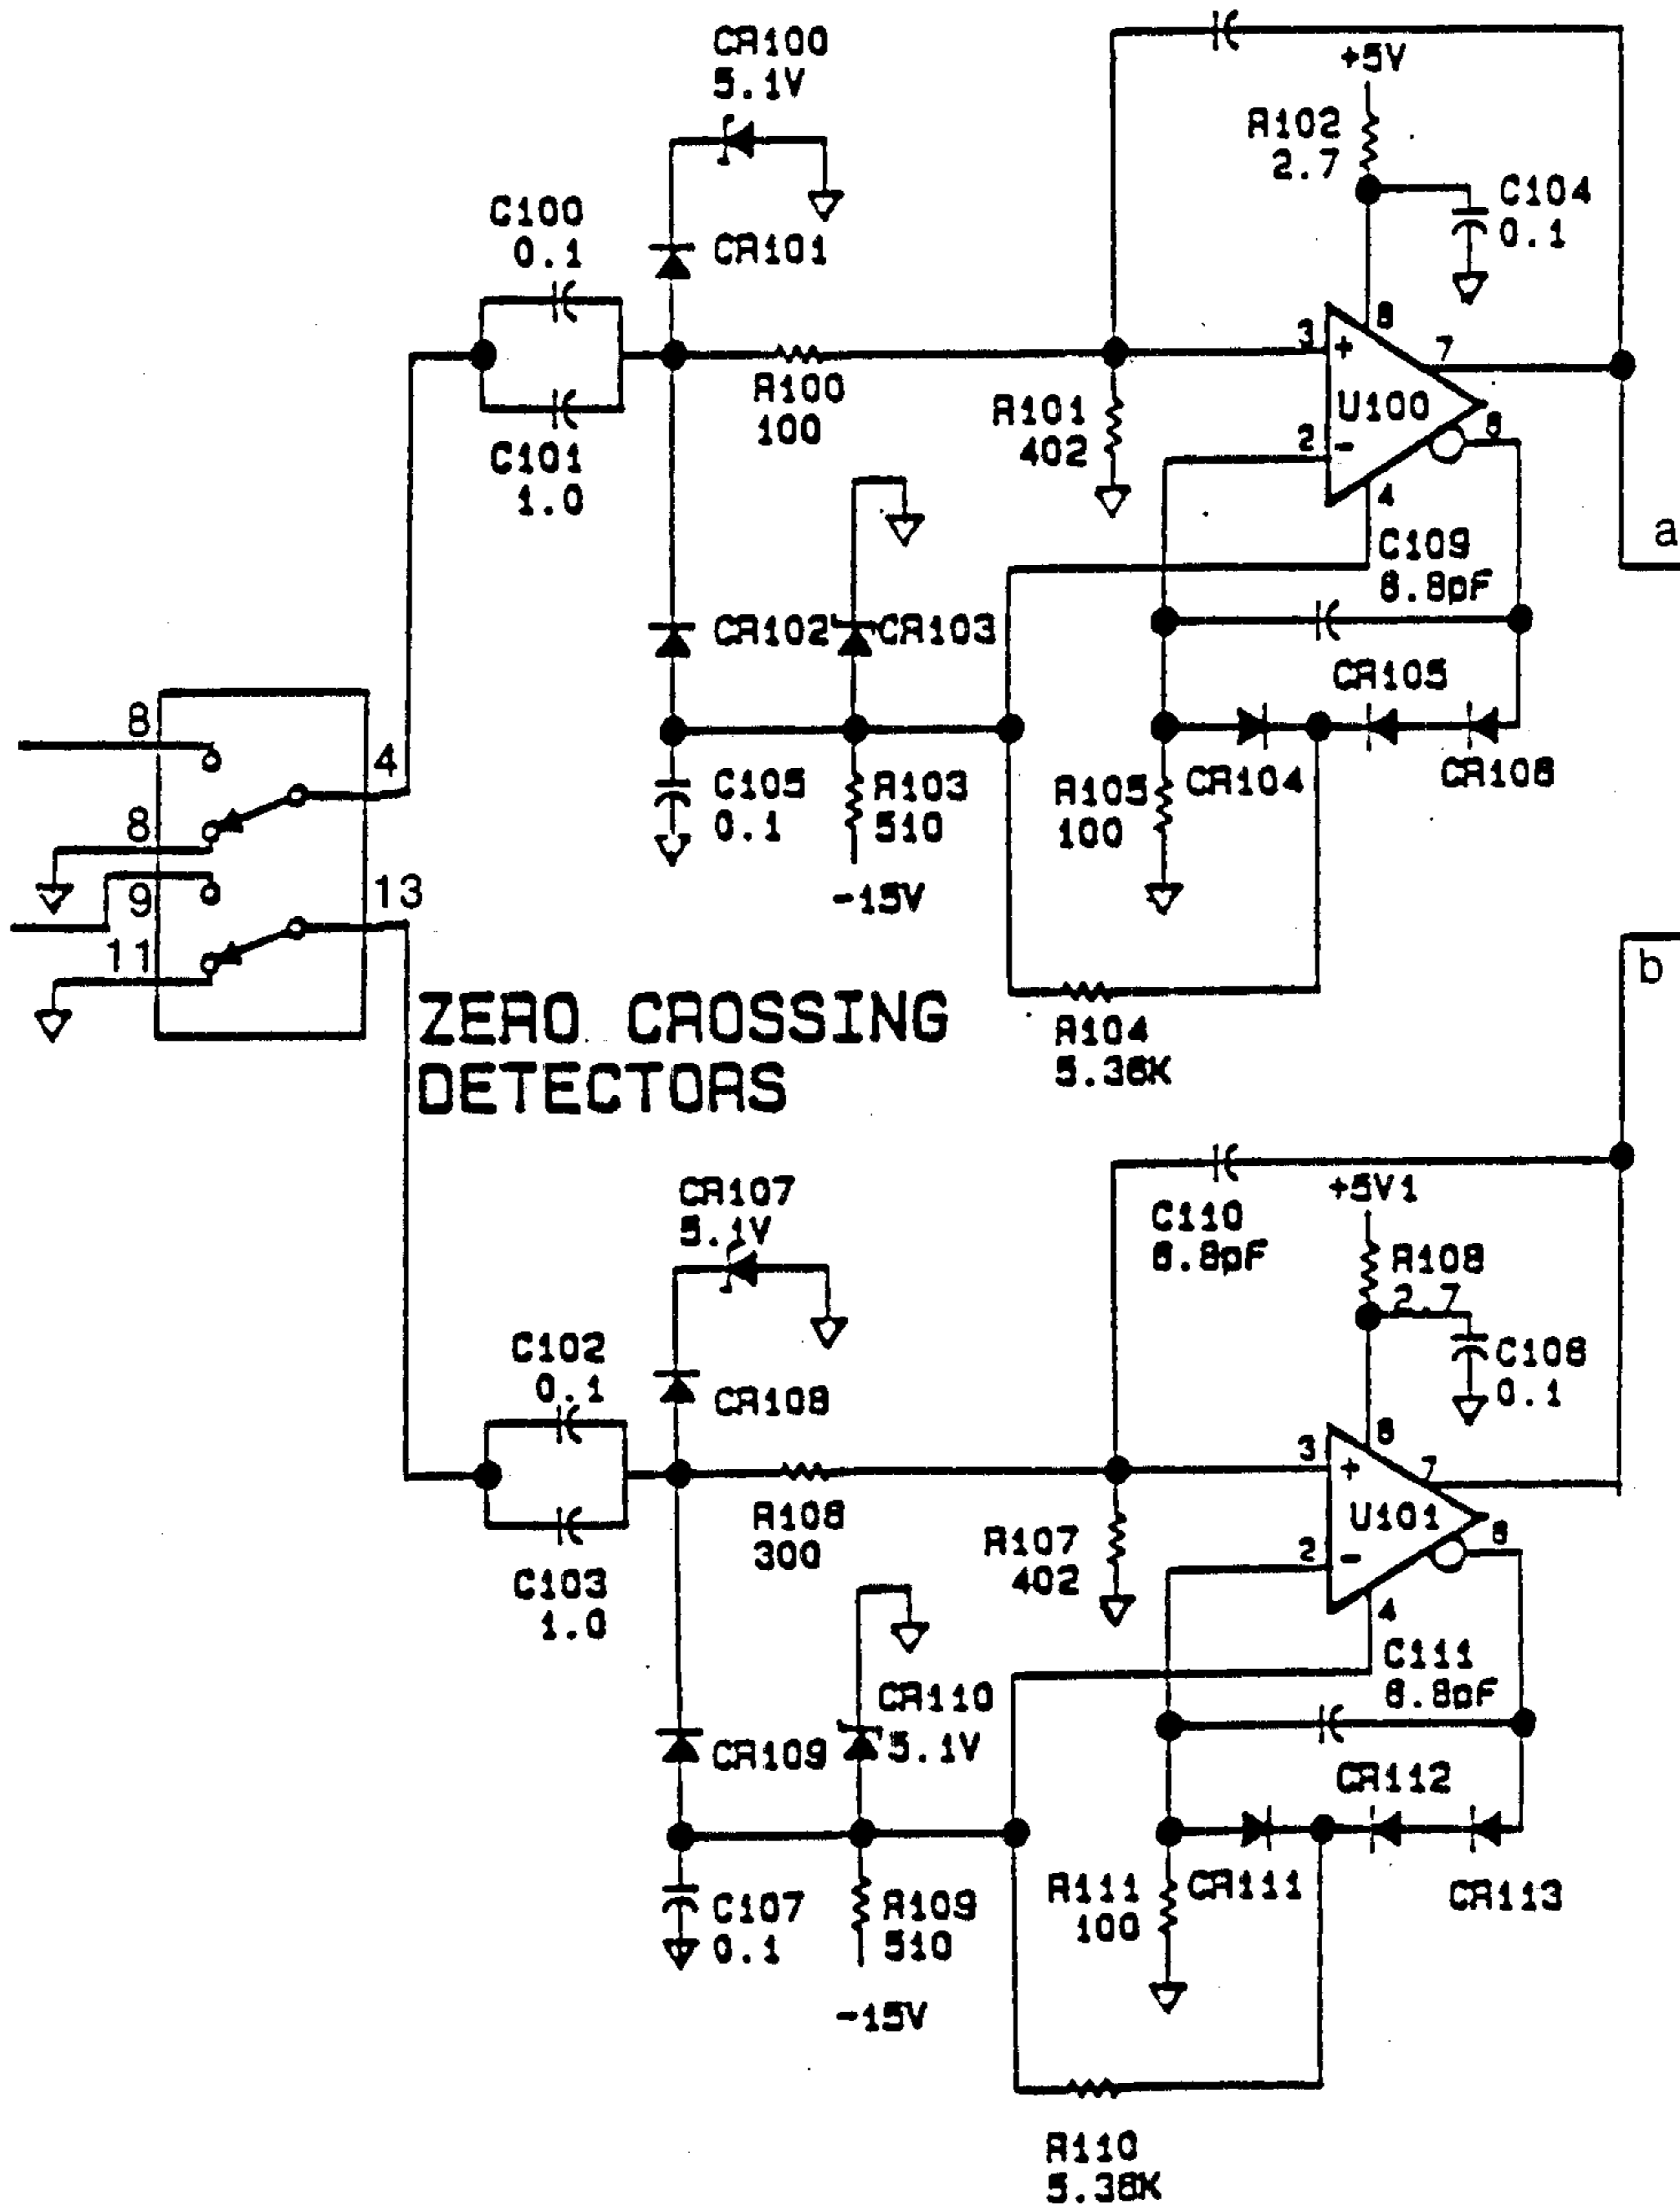 CR100
5.1V
+5V
R102
2.7
C104
0.1
C100
0.1
CR101
3
+
8
7
R100
100
R101
402
U100
2
-
6
C101
1.0
4
a
C109
6.8pF
CR102
CR103
CR105
8
4
C105
0.1
R103
510
R105
100
CR104
CR106
8
-15V
9
13
11
b
ZERO CROSSING
DETECTORS
R104
5.36K
CR107
5.1V
+5V1
C110
6.8pF
R108
2.7
C102
0.1
C108
0.1
CR108
3
+
8
7
R106
300
R107
402
U101
2
-
6
C103
1.0
4
C111
6.8pF
CR110
5.1V
CR109
CR112
R111
100
CR111
CR113
C107
0.1
R109
510
-15V
R110
5.36K